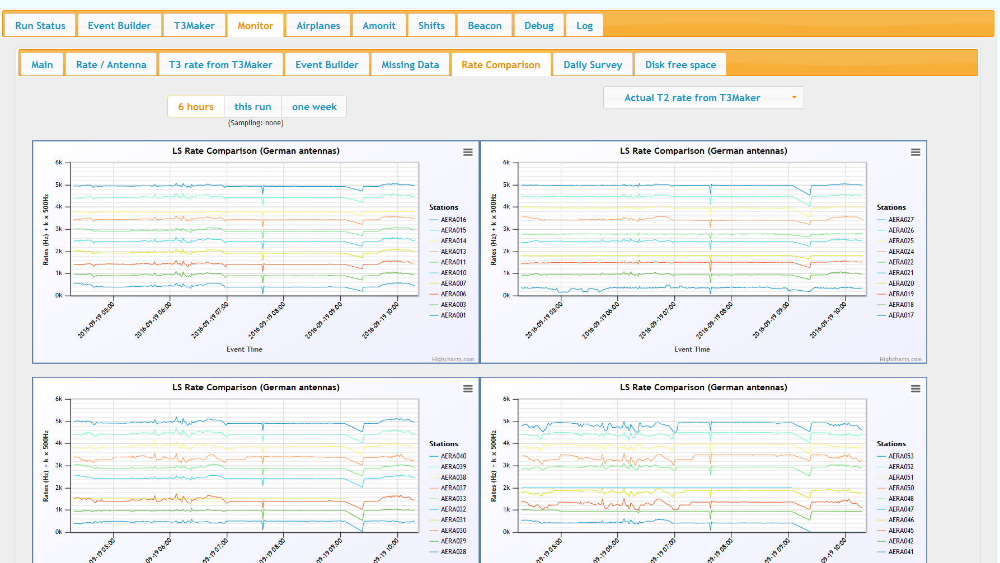 Run Status Event Builder T3Maker Monitor Airplanes Amonit Shifts Beacon Debug Log
Main Rate / Antenna T3 rate from T3Maker Event Builder Missing Data Rate Comparison Daily Survey Disk free space
Actual T2 rate from T3Maker
6 hours this run one week
(Sampling: none)
LS Rate Comparison (German antennas)
Rates (Hz) + k × 500Hz
6k
5k
4k
3k
2k
1k
0k
Stations
AERA016
AERA015
AERA014
AERA013
AERA011
AERA010
AERA007
AERA006
AERA003
AERA001
2016-09-19 05:00
2016-09-19 06:00
2016-09-19 07:00
2016-09-19 08:00
2016-09-19 09:00
2016-09-19 10:00
Event Time
Highcharts.com
LS Rate Comparison (German antennas)
Rates (Hz) + k × 500Hz
6k
5k
4k
3k
2k
1k
0k
Stations
AERA027
AERA026
AERA025
AERA024
AERA022
AERA021
AERA020
AERA019
AERA018
AERA017
2016-09-19 05:00
2016-09-19 06:00
2016-09-19 07:00
2016-09-19 08:00
2016-09-19 09:00
2016-09-19 10:00
Event Time
Highcharts.com
LS Rate Comparison (German antennas)
Rates (Hz) + k × 500Hz
6k
5k
4k
3k
2k
1k
0k
Stations
AERA040
AERA039
AERA038
AERA037
AERA033
AERA032
AERA031
AERA030
AERA029
AERA028
09-19 05:00
09-19 06:00
09-19 07:00
09-19 08:00
09-19 09:00
09-19 10:00
LS Rate Comparison (German antennas)
Rates (Hz) + k × 500Hz
6k
5k
4k
3k
2k
1k
0k
Stations
AERA053
AERA052
AERA051
AERA050
AERA048
AERA047
AERA046
AERA045
AERA042
AERA041
09-19 05:00
09-19 06:00
09-19 07:00
09-19 08:00
09-19 09:00
09-19 10:00